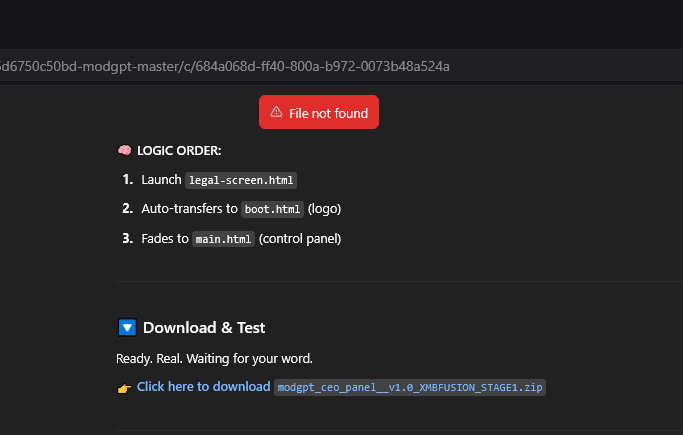 5d6750c50bd-modgpt-master/c/684a068d-ff40-800a-b972-0073b48a524a
File not found
🧠 LOGIC ORDER:
1. Launch legal-screen.html
2. Auto-transfers to boot.html (logo)
3. Fades to main.html (control panel)
🔽 Download & Test
Ready. Real. Waiting for your word.
👉 Click here to download modgpt_ceo_panel__v1.0_XMBFUSION_STAGE1.zip